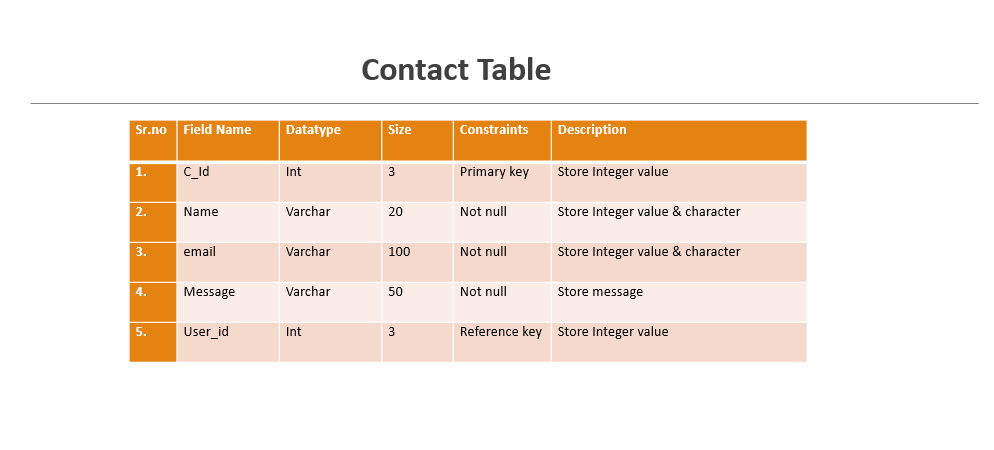 Contact Table
Sr.no Field Name Datatype Size Constraints Description
1. C_Id Int 3 Primary key Store Integer value
2. Name Varchar 20 Not null Store Integer value & character
3. email Varchar 100 Not null Store Integer value & character
4. Message Varchar 50 Not null Store message
5. User_id Int 3 Reference key Store Integer value